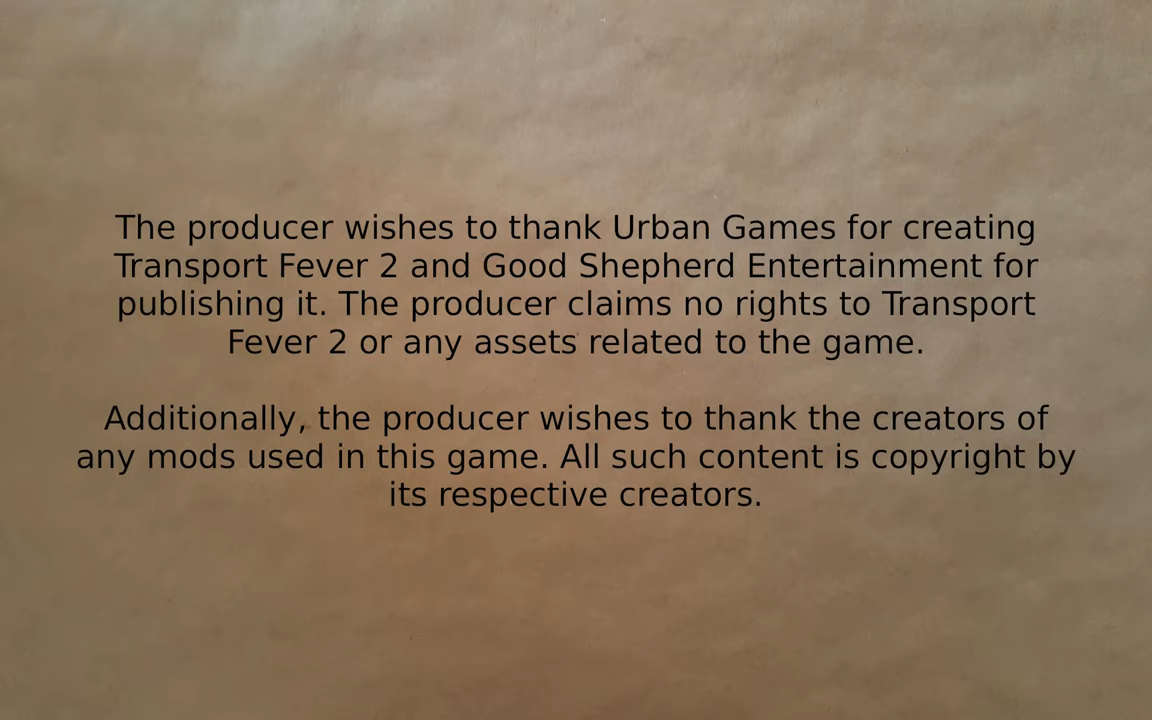 The producer wishes to thank Urban Games for creating
Transport Fever 2 and Good Shepherd Entertainment for
publishing it. The producer claims no rights to Transport
Fever 2 or any assets related to the game.
Additionally, the producer wishes to thank the creators of
any mods used in this game. All such content is copyright by
its respective creators.